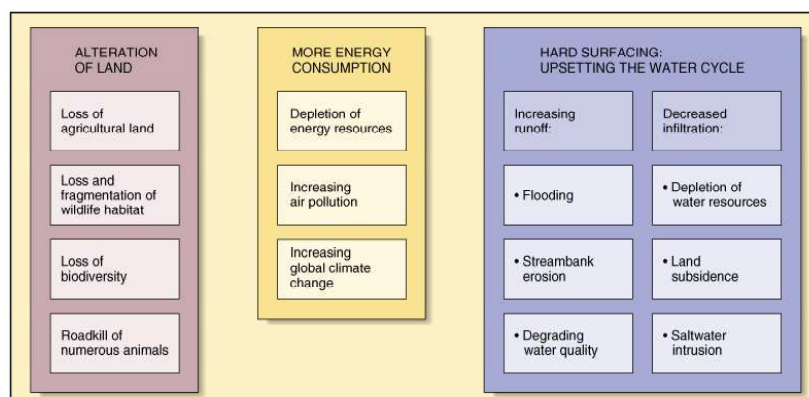 ALTERATION
OF LAND
Loss of
agricultural land
Loss and
fragmentation of
wildlife habitat
Loss of
biodiversity
Roadkill of
numerous animals
MORE ENERGY
CONSUMPTION
Depletion of
energy resources
Increasing
air pollution
Increasing
global climate
change
HARD SURFACING:
UPSETTING THE WATER CYCLE
Increasing
runoff:
• Flooding
• Streambank
erosion
• Degrading
water quality
Decreased
infiltration:
• Depletion of
water resources
• Land
subsidence
• Saltwater
intrusion